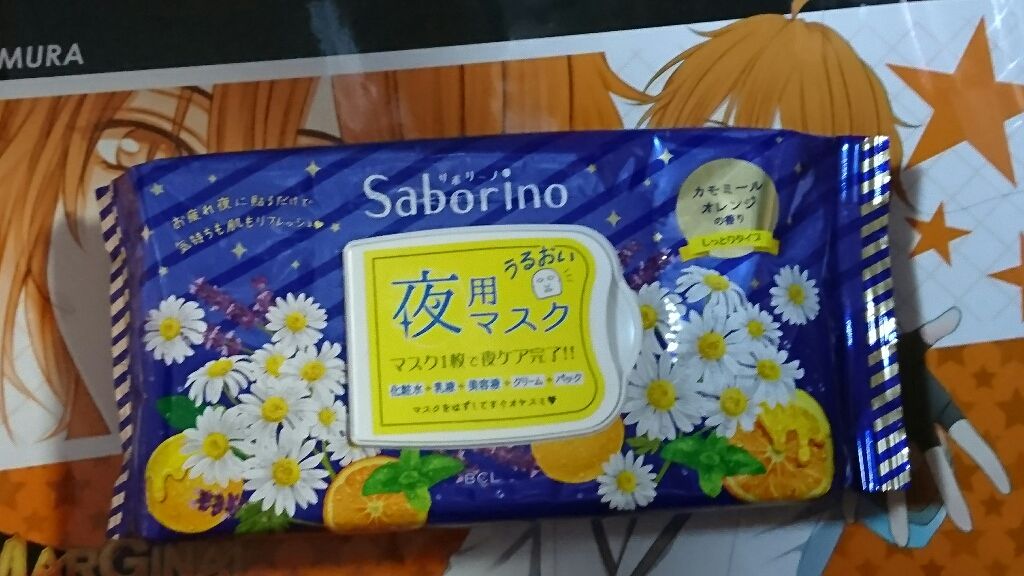 MURA
サボリーノ
Saborino
お疲れ夜に貼るだけで
気持ちも肌もリフレッシュ♥
カモミール
オレンジ
の香り
しっとりタイプ
うるおい
夜用
マスク
マスク1枚で夜ケア完了!!
化粧水+乳液+美容液+クリーム+パック
マスクをはずしてすぐオヤスミ♥
BCL
MARGINA